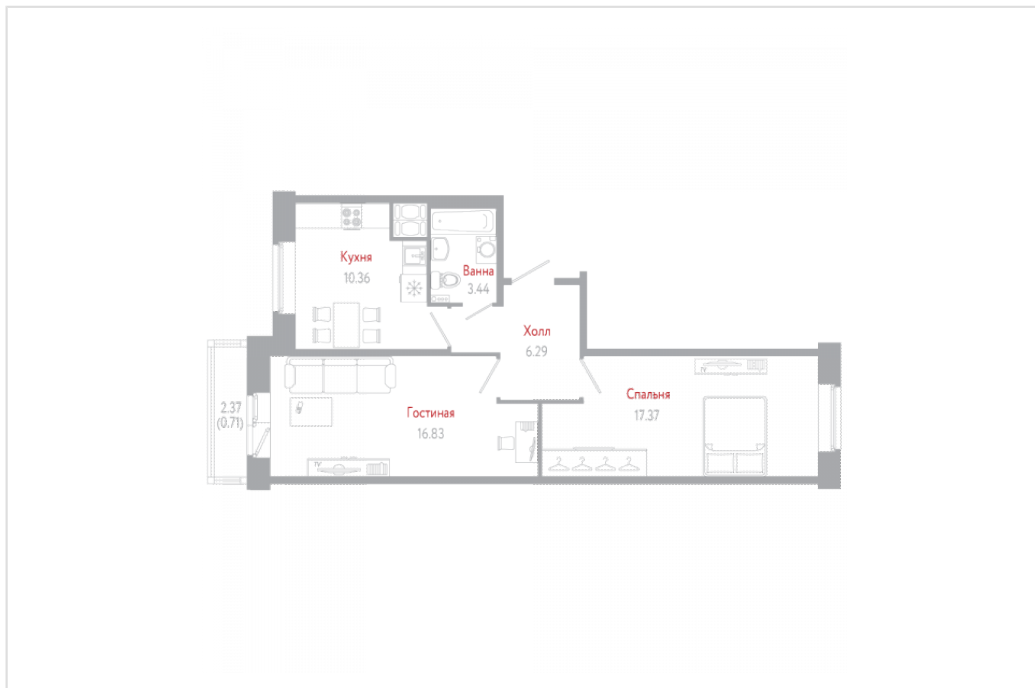 Кухня
10.36
Ванна
3.44
Холл
6.29
2.37
(0.71)
Гостиная
16.83
TV
Спальня
17.37
TV